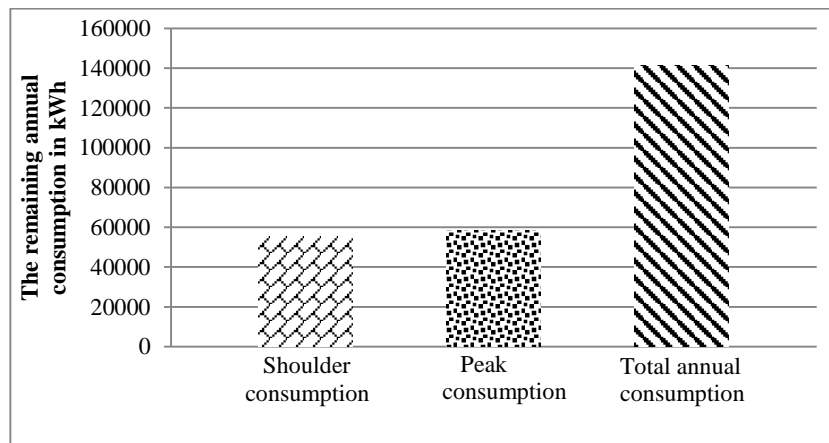 The remaining annual
consumption in kWh
160000
140000
120000
100000
80000
60000
40000
20000
0
Shoulder
consumption
Peak
consumption
Total annual
consumption